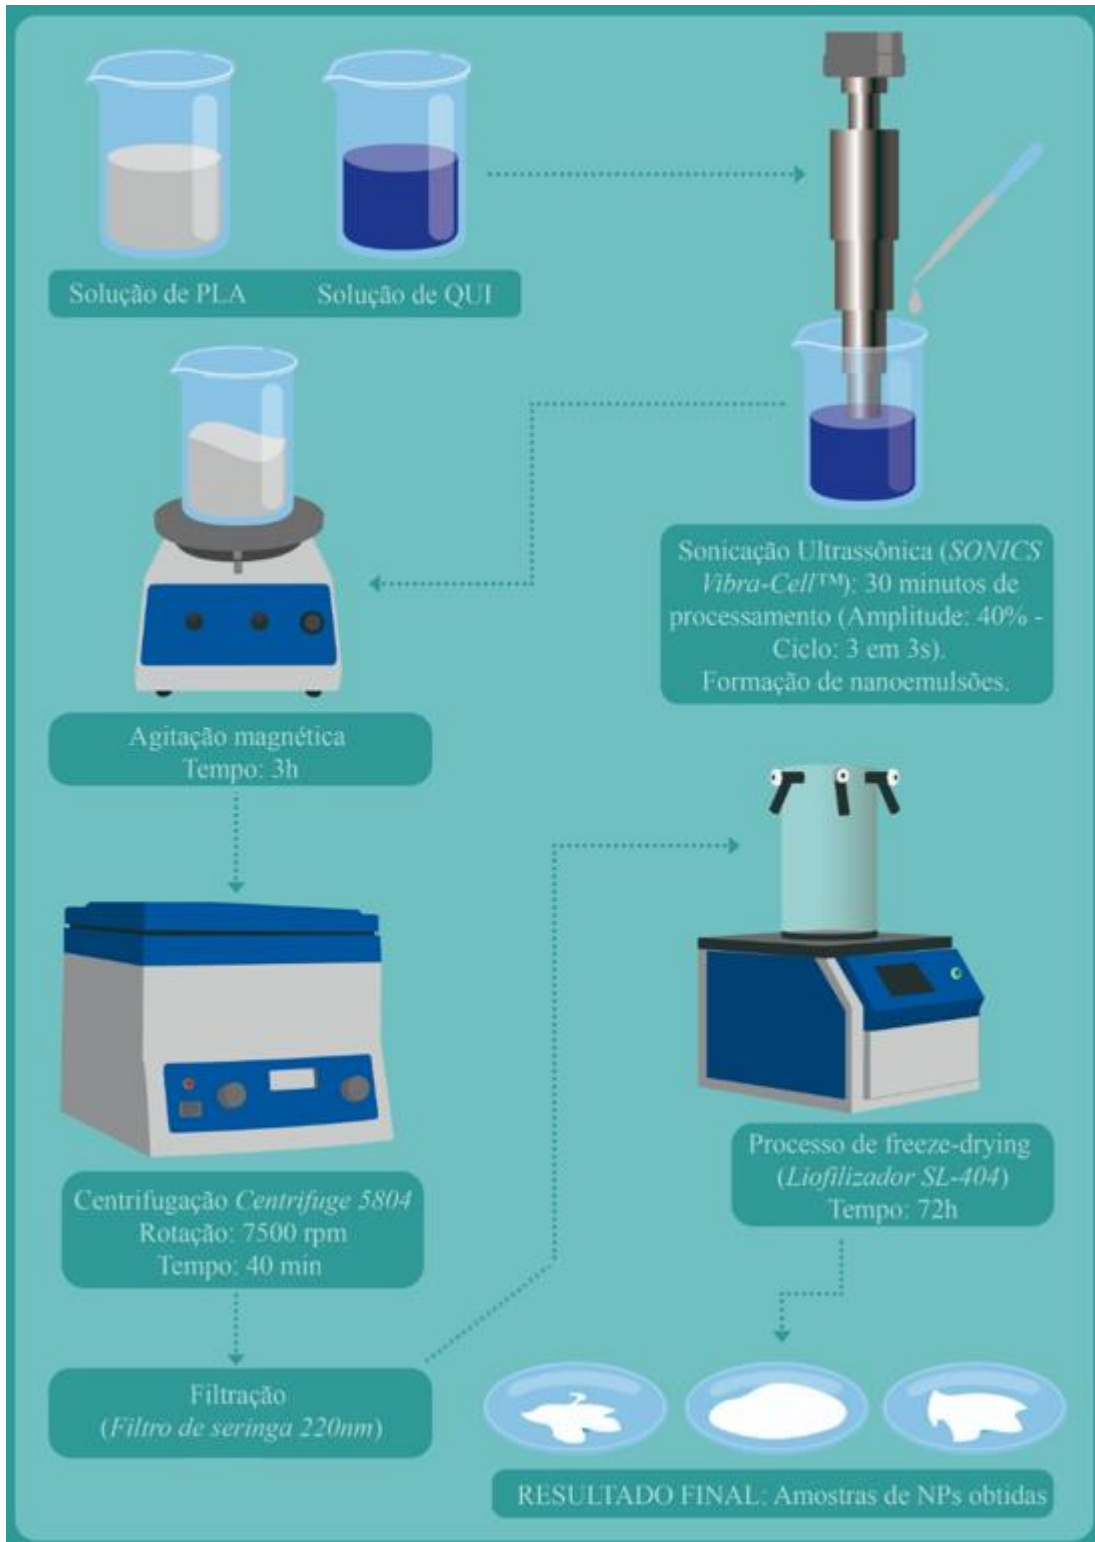 Solução de PLA
Solução de QUI
Sonicação Ultrassônica (SONICS
Vibra-Cell™): 30 minutos de
processamento (Amplitude: 40% -
Ciclo: 3 em 3s).
Formação de nanoemulsões.
Agitação magnética
Tempo: 3h
Centrifugação Centrifuge 5804
Rotação: 7500 rpm
Tempo: 40 min
Filtração
(Filtro de seringa 220nm)
Processo de freeze-drying
(Liofilizador SL-404)
Tempo: 72h
RESULTADO FINAL: Amostras de NPs obtidas